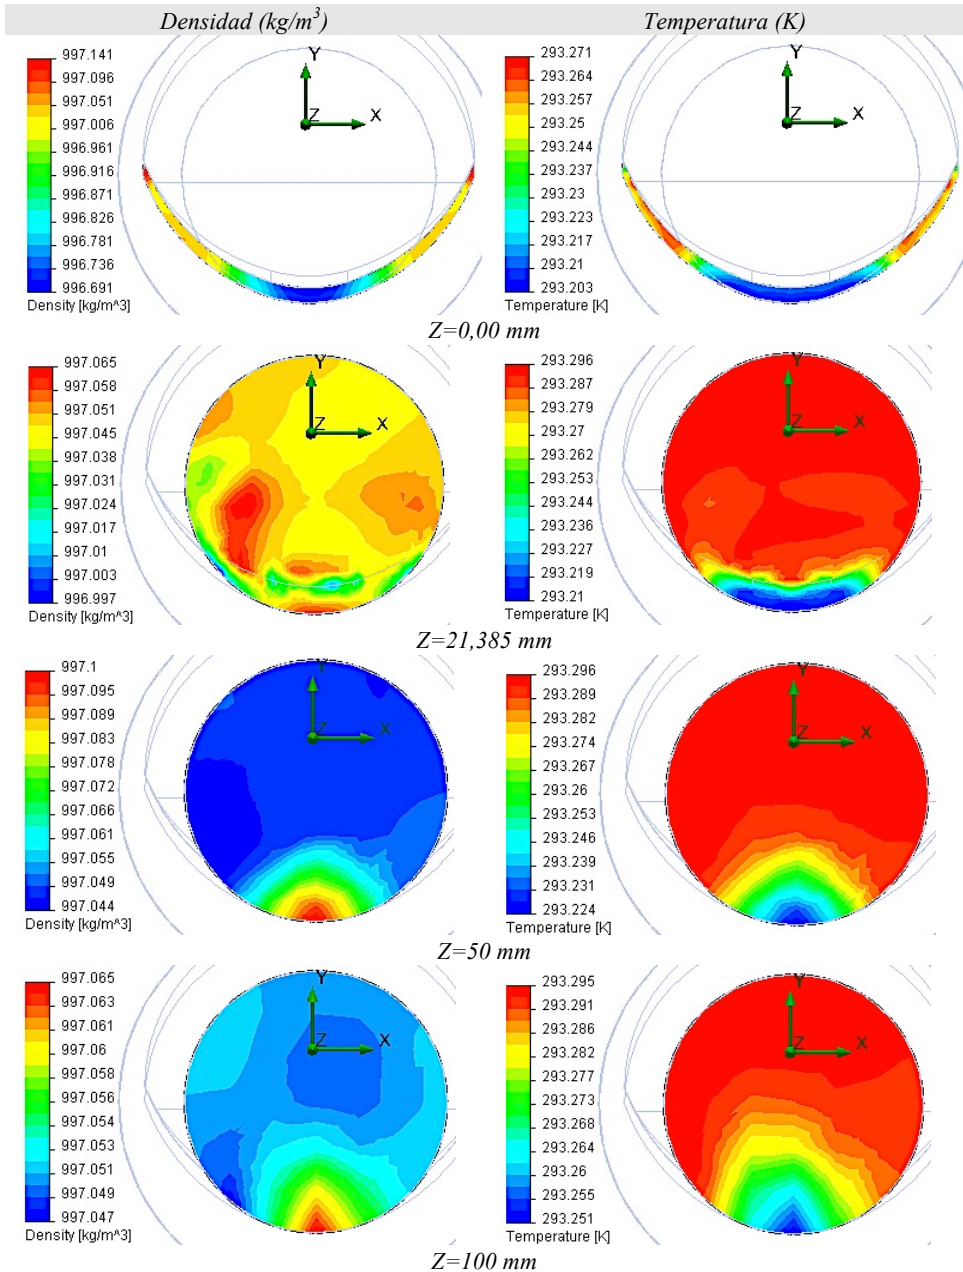 Densidad (kg/m³) Temperatura (K)
997.141
997.096
997.051
997.006
996.961
996.916
996.871
996.826
996.781
996.736
996.691
Density [kg/m^3]
Y
Z
X
293.271
293.264
293.257
293.25
293.244
293.237
293.23
293.223
293.217
293.21
293.203
Temperature [K]
Y
Z
X
Z=0,00 mm
997.065
997.058
997.051
997.045
997.038
997.031
997.024
997.017
997.01
997.003
996.997
Density [kg/m^3]
Y
Z
X
293.296
293.287
293.279
293.27
293.262
293.253
293.244
293.236
293.227
293.219
293.21
Temperature [K]
Y
Z
X
Z=21,385 mm
997.1
997.095
997.089
997.083
997.078
997.072
997.066
997.061
997.055
997.049
997.044
Density [kg/m^3]
Y
Z
X
293.296
293.289
293.282
293.274
293.267
293.26
293.253
293.246
293.239
293.231
293.224
Temperature [K]
Y
Z
X
Z=50 mm
997.065
997.063
997.061
997.06
997.058
997.056
997.054
997.053
997.051
997.049
997.047
Density [kg/m^3]
Y
Z
X
293.295
293.291
293.286
293.282
293.277
293.273
293.268
293.264
293.26
293.255
293.251
Temperature [K]
Y
Z
X
Z=100 mm